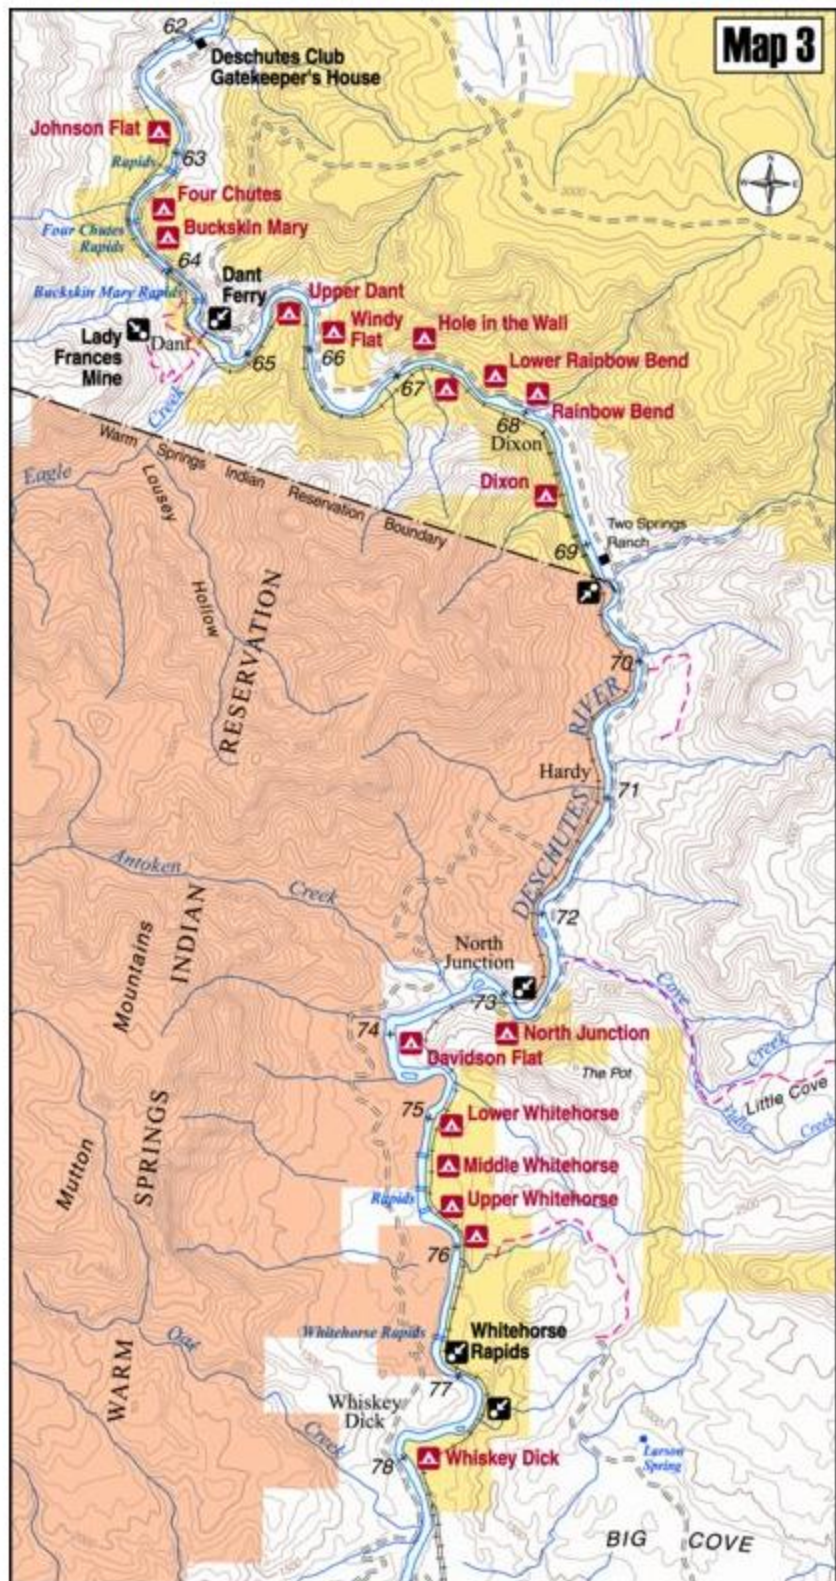 Map 3
62
Deschutes Club
Gatekeeper's House
Johnson Flat
Rapids
63
Four Chutes
Four Chutes
Rapids
Buckskin Mary
64
Buckskin Mary Rapids
Dant
Ferry
Upper Dant
Windy
Flat
Hole in the Wall
Lady
Frances
Mine
Dant
65
66
67
Lower Rainbow Bend
Rainbow Bend
68
Dixon
Creek
Warm Springs Indian Reservation Boundary
Eagle
Lousey
Hollow
Dixon
Two Springs
Ranch
69
RESERVATION
70
RIVER
Hardy
71
DESCHUTES
Antoken
Creek
72
Mountains
INDIAN
North
Junction
73
Cove
Creek
74
North Junction
Davidson Flat
The Pot
Little Cove
Creek
75
Lower Whitehorse
Middle Whitehorse
Mutton
SPRINGS
Rapids
Upper Whitehorse
2500
76
Whitehorse Rapids
Whitehorse
Rapids
Oak
WARM
77
Whiskey
Dick
Creek
78
Whiskey Dick
Larson
Spring
BIG COVE